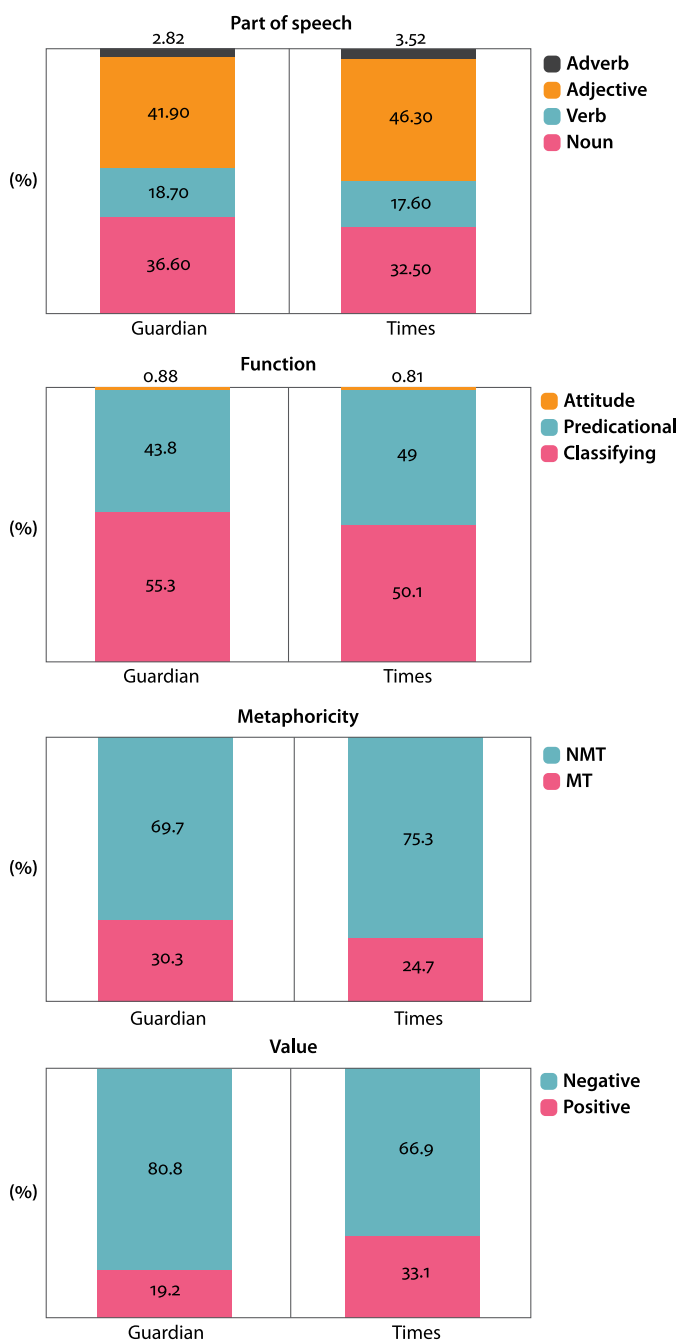 Part of speech
2.82 3.52
Adverb
Adjective
Verb
Noun
41.90 46.30
(%)
18.70 17.60
36.60 32.50
Guardian Times
Function
0.88 0.81
Attitude
Predicational
Classifying
43.8 49
(%)
55.3 50.1
Guardian Times
Metaphoricity
NMT
MT
69.7 75.3
(%)
30.3 24.7
Guardian Times
Value
Negative
Positive
80.8 66.9
(%)
19.2 33.1
Guardian Times